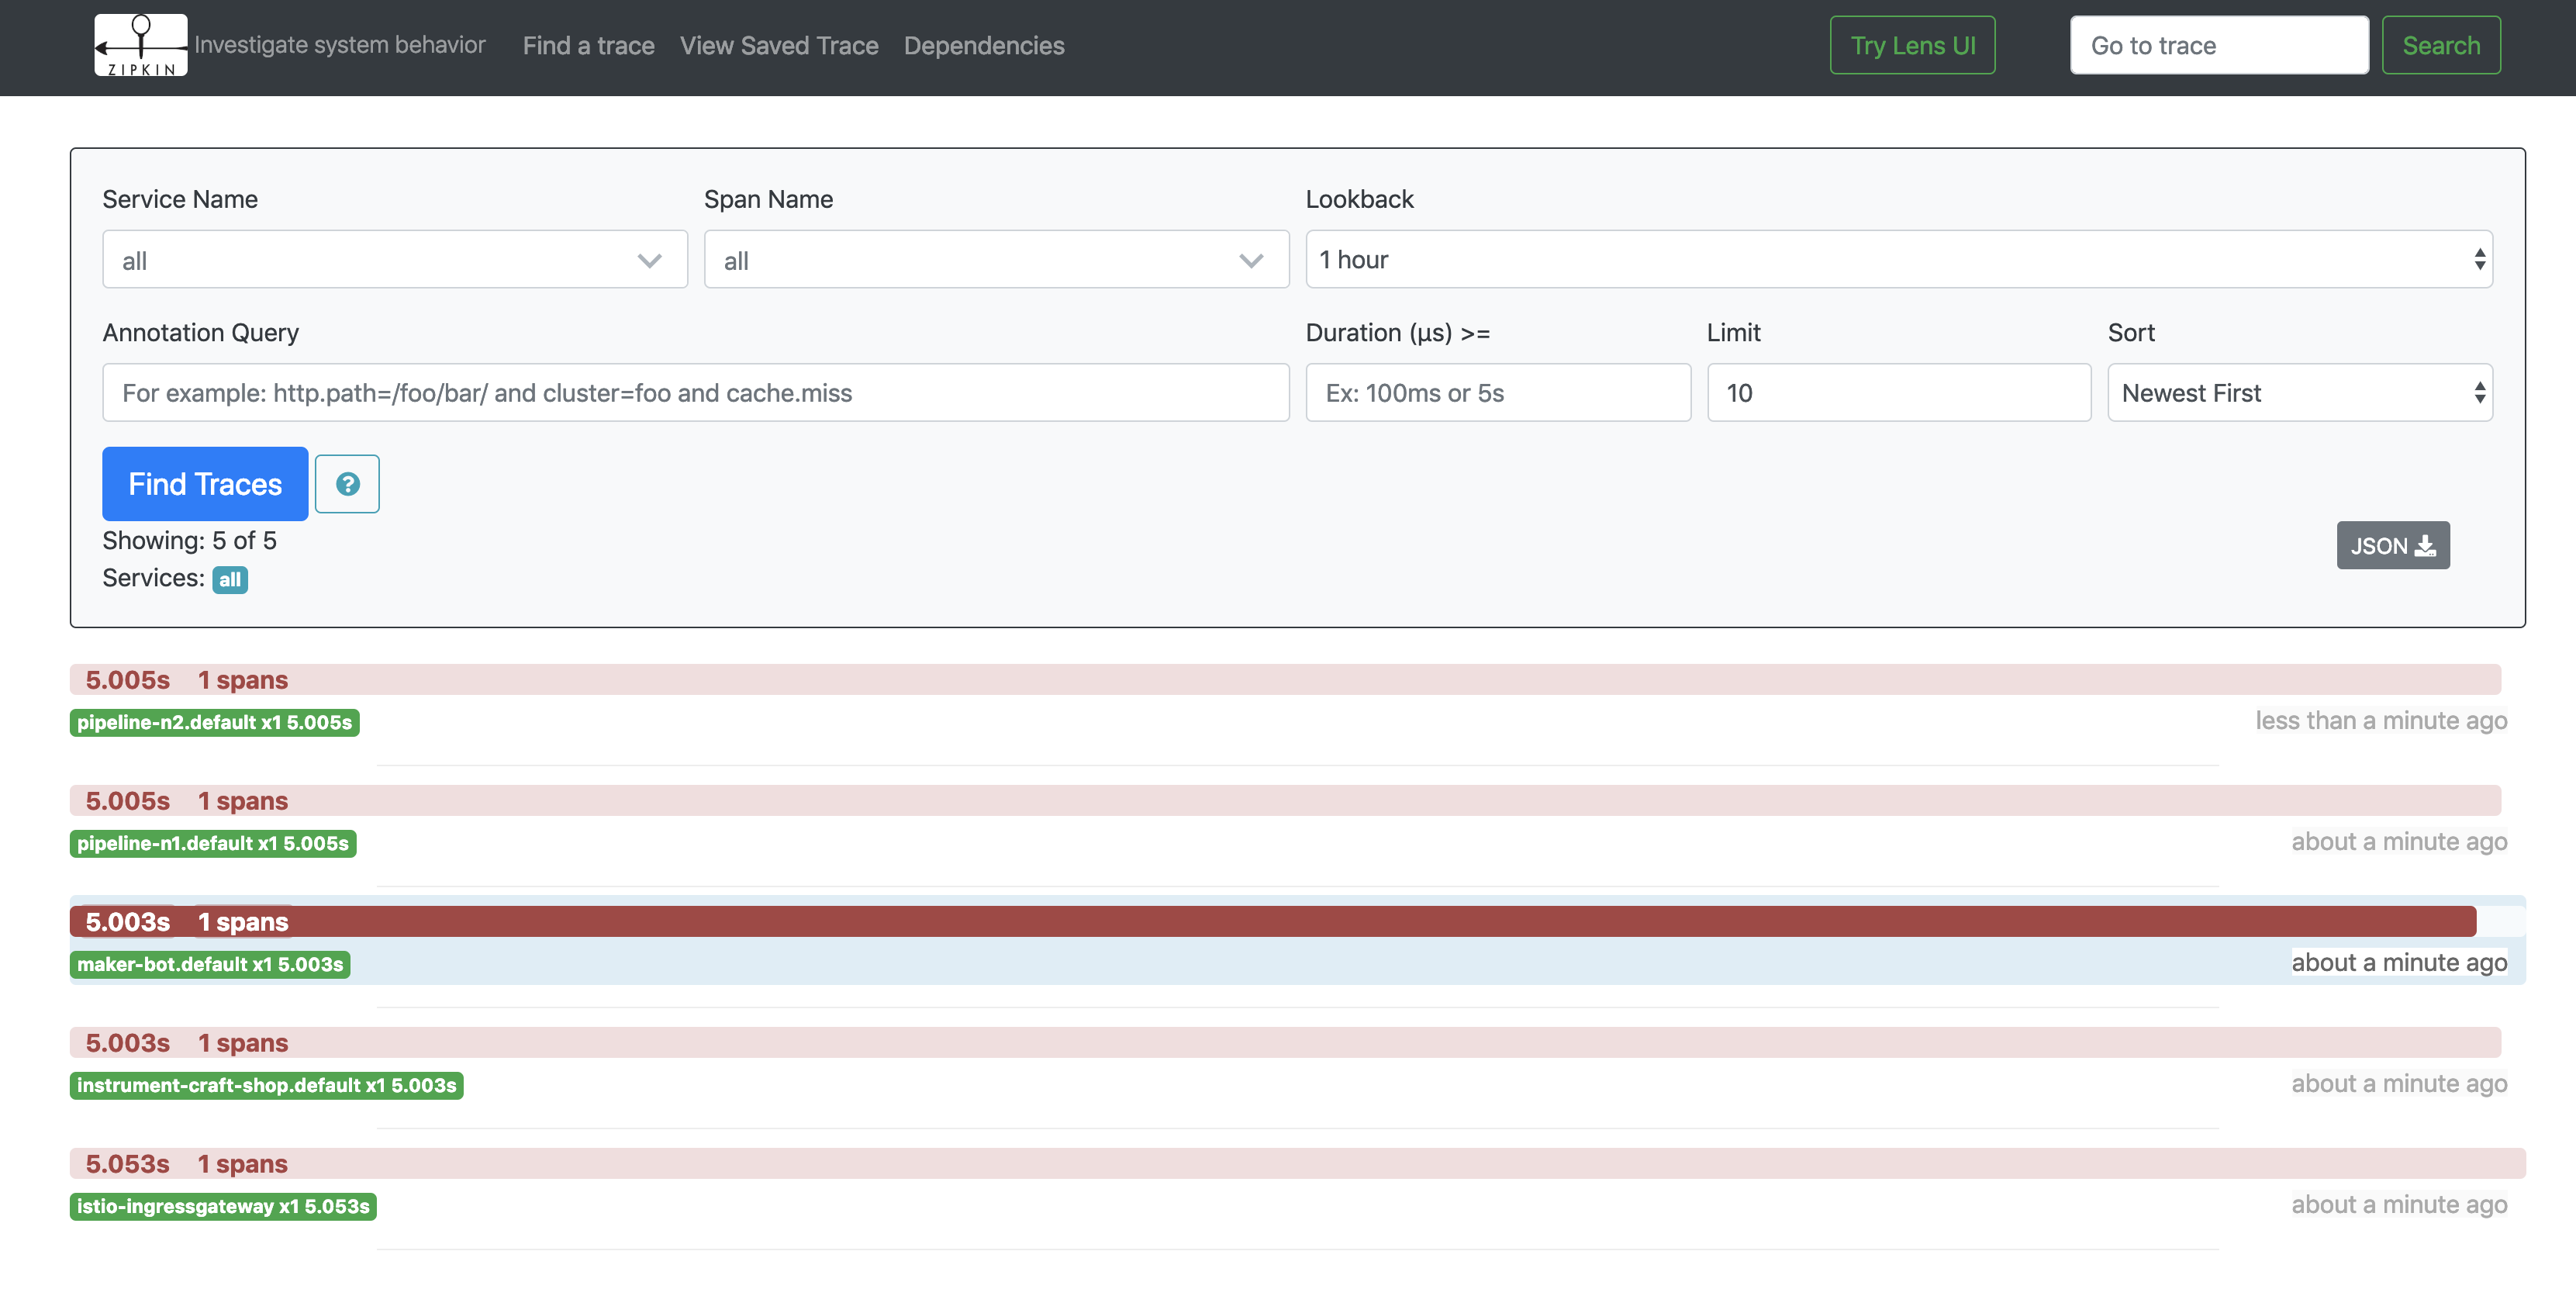 ZIPKIN Investigate system behavior Find a trace View Saved Trace Dependencies Try Lens UI Go to trace Search
Service Name Span Name Lookback
all all 1 hour
Annotation Query Duration (µs) >= Limit Sort
For example: http.path=/foo/bar/ and cluster=foo and cache.miss Ex: 100ms or 5s 10 Newest First
Find Traces ?
Showing: 5 of 5
JSON
Services: all
5.005s 1 spans
pipeline-n2.default x1 5.005s less than a minute ago
5.005s 1 spans
pipeline-n1.default x1 5.005s about a minute ago
5.003s 1 spans
maker-bot.default x1 5.003s about a minute ago
5.003s 1 spans
instrument-craft-shop.default x1 5.003s about a minute ago
5.053s 1 spans
istio-ingressgateway x1 5.053s about a minute ago